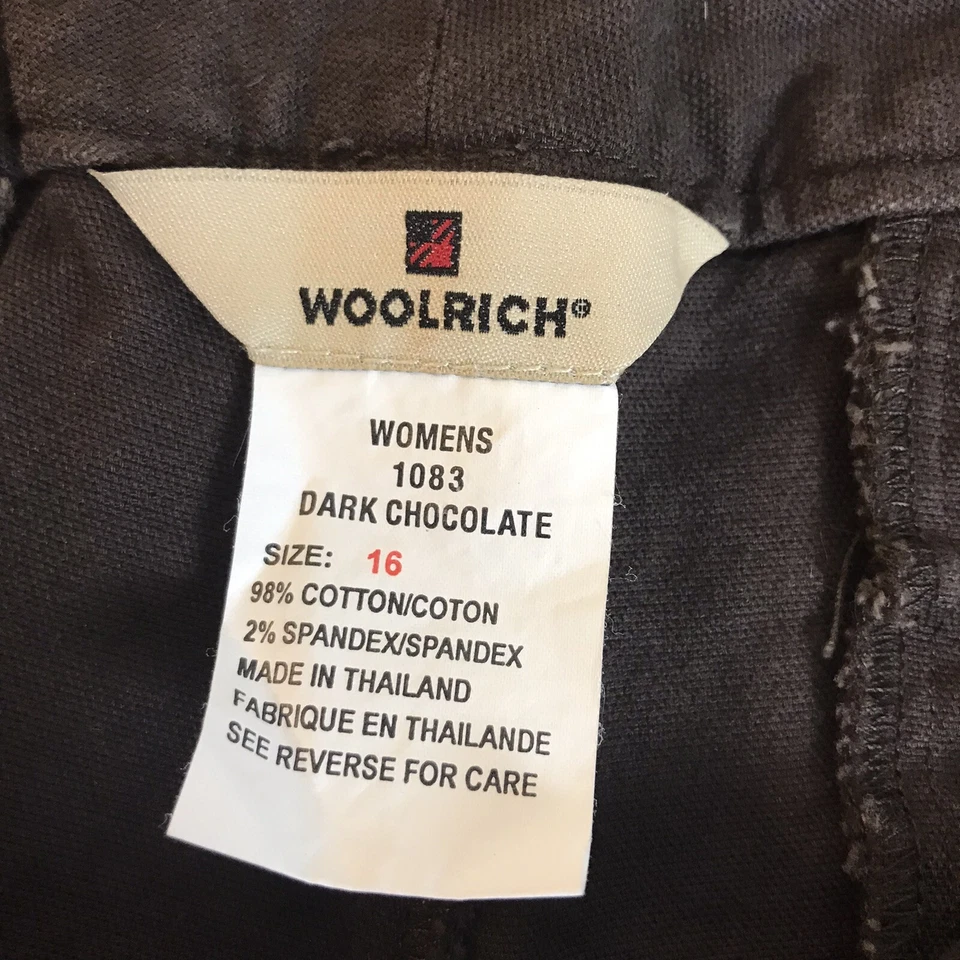 WOOLRICH®
WOMENS
1083
DARK CHOCOLATE
SIZE: 16
98% COTTON/COTON
2% SPANDEX/SPANDEX
MADE IN THAILAND
FABRIQUE EN THAILANDE
SEE REVERSE FOR CARE